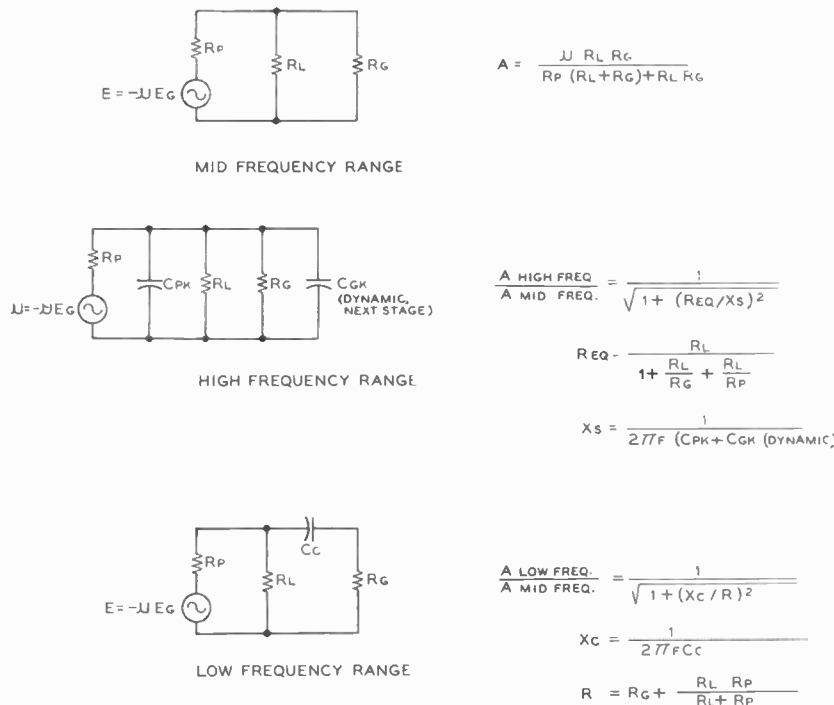 RP
RL
RG
E = -μ EG
A = μ RL RG / RP (RL+RG)+RL RG
MID FREQUENCY RANGE
RP
CPK
RL
RG
CGK
(DYNAMIC,
NEXT STAGE)
μ=-μEG
HIGH FREQUENCY RANGE
A HIGH FREQ / A MID FREQ. = 1 / √1 + (REQ/XS)2
REQ - RL / 1 + RL/RG + RL/RP
XS = 1 / 2πF (CPK+CGK (DYNAMIC)
RP
RL
CC
RG
E = -μ EG
LOW FREQUENCY RANGE
A LOW FREQ. / A MID FREQ. = 1 / √1+(XC/R)2
XC = 1 / 2πFCC
R = RG + RL RP / RL+RP